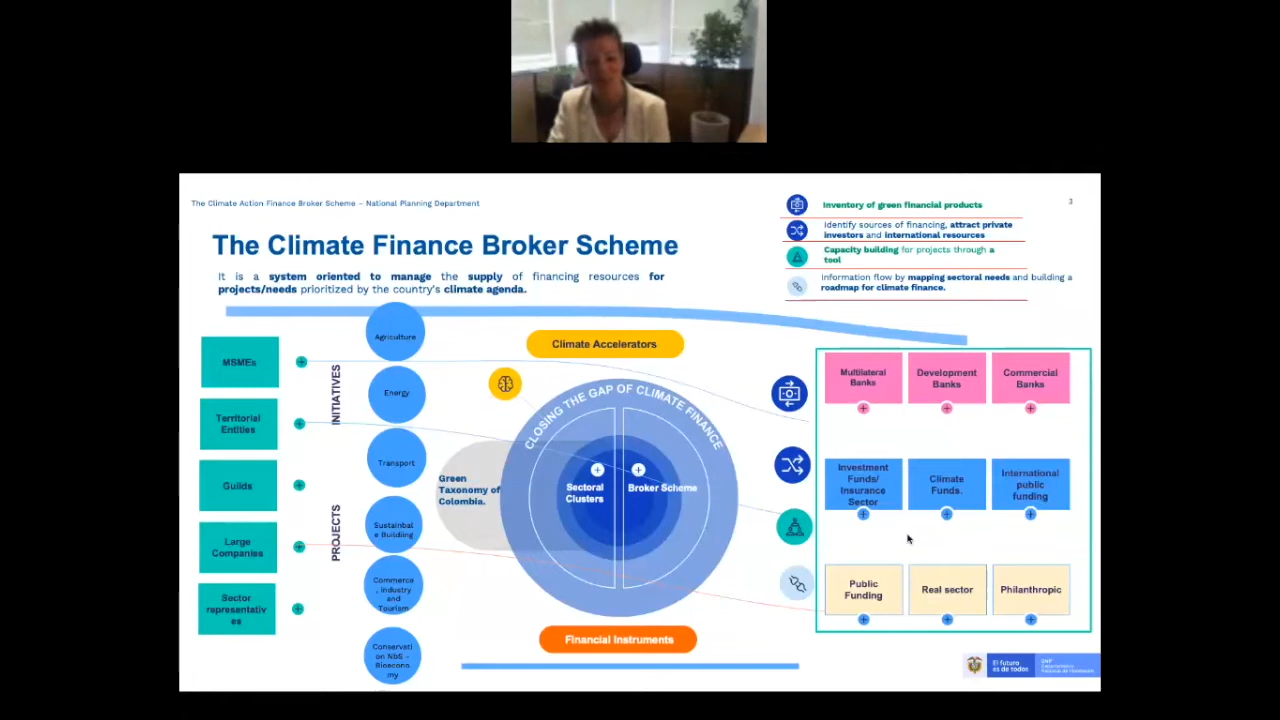 The Climate Action Finance Broker Scheme – National Planning Department
3
The Climate Finance Broker Scheme
It is a system oriented to manage the supply of financing resources for
projects/needs prioritized by the country's climate agenda.
Inventory of green financial products
Identify sources of financing, attract private
investors and international resources
Capacity building for projects through a
tool
Information flow by mapping sectoral needs and building a
roadmap for climate finance.
MSMEs
Territorial
Entities
Guilds
Large
Companies
Sector
representativ
es
INITIATIVES
PROJECTS
Agriculture
Energy
Transport
Sustainbal
e Building
Commerce
, industry
and
Tourism
Conservati
on NbS -
Bioecono
my
Climate Accelerators
CLOSING THE GAP OF CLIMATE FINANCE
Green
Taxonomy of
Colombia.
Sectoral
Clusters
Broker Scheme
Financial Instruments
Multilateral
Banks
Development
Banks
Commercial
Banks
Investment
Funds/
Insurance
Sector
Climate
Funds.
International
public
funding
Public
Funding
Real sector
Philanthropic
El futuro
es de todos
DNP
Departamento
Nacional de Planeación